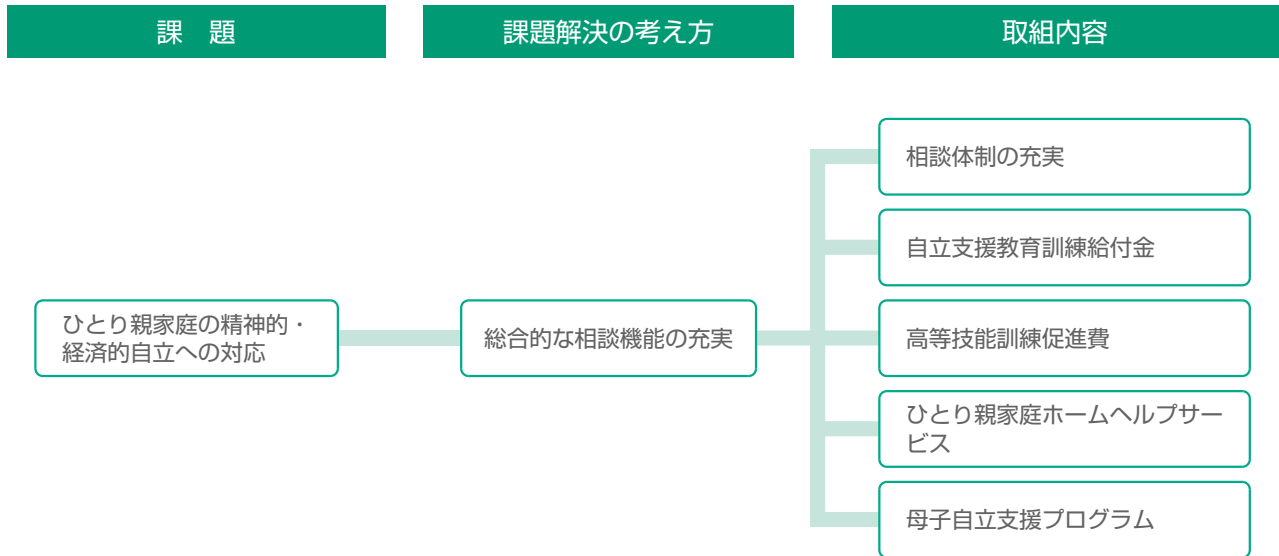 課　題
課題解決の考え方
取組内容
相談体制の充実
自立支援教育訓練給付金
ひとり親家庭の精神的・
経済的自立への対応
総合的な相談機能の充実
高等技能訓練促進費
ひとり親家庭ホームヘルプサー
ビス
母子自立支援プログラム